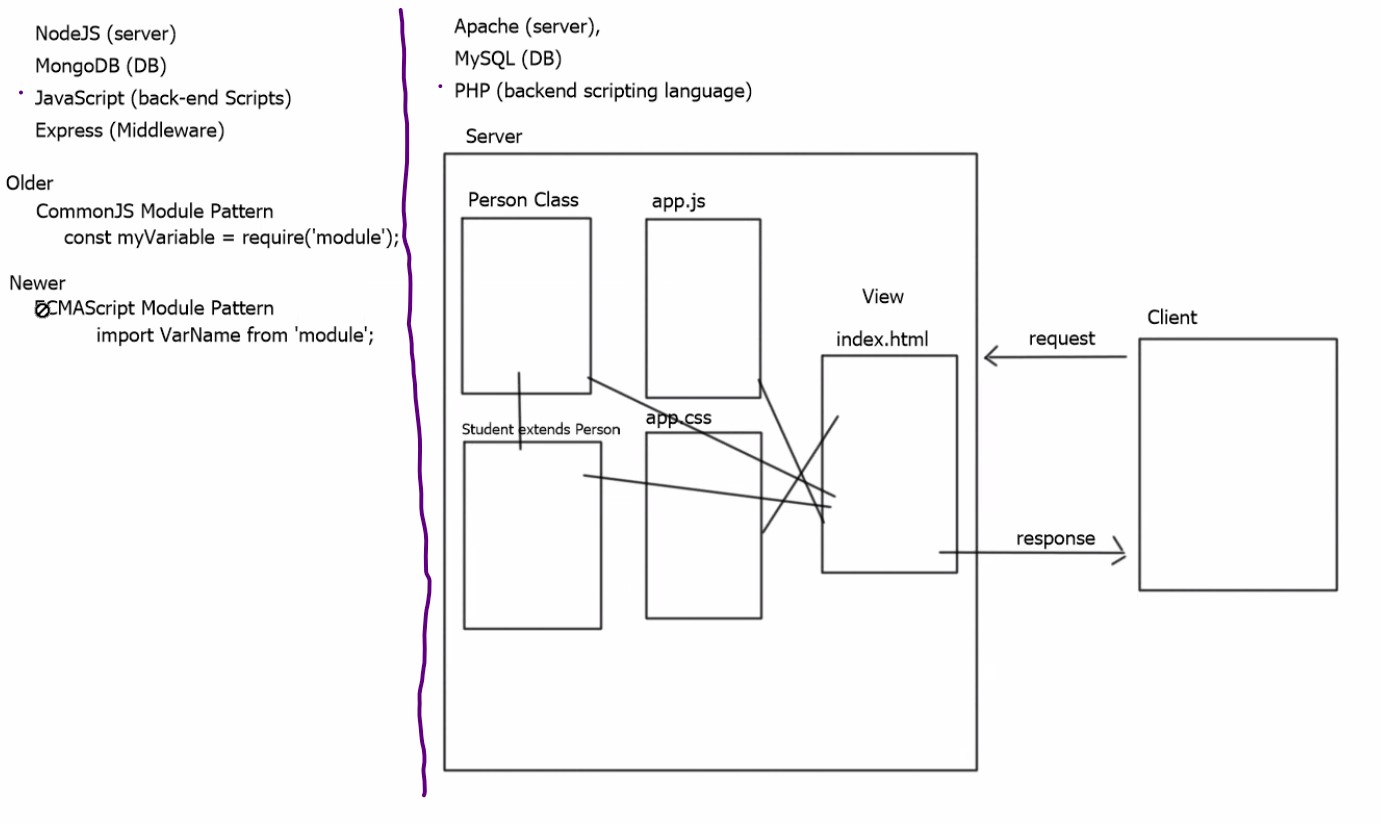 NodeJS (server)
MongoDB (DB)
JavaScript (back-end Scripts)
Express (Middleware)
Older
CommonJS Module Pattern
const myVariable = require('module');
Newer
ECMAScript Module Pattern
import VarName from 'module';
Apache (server),
MySQL (DB)
PHP (backend scripting language)
Server
Person Class
app.js
View
index.html
Student extends Person
app.css
request
Client
response